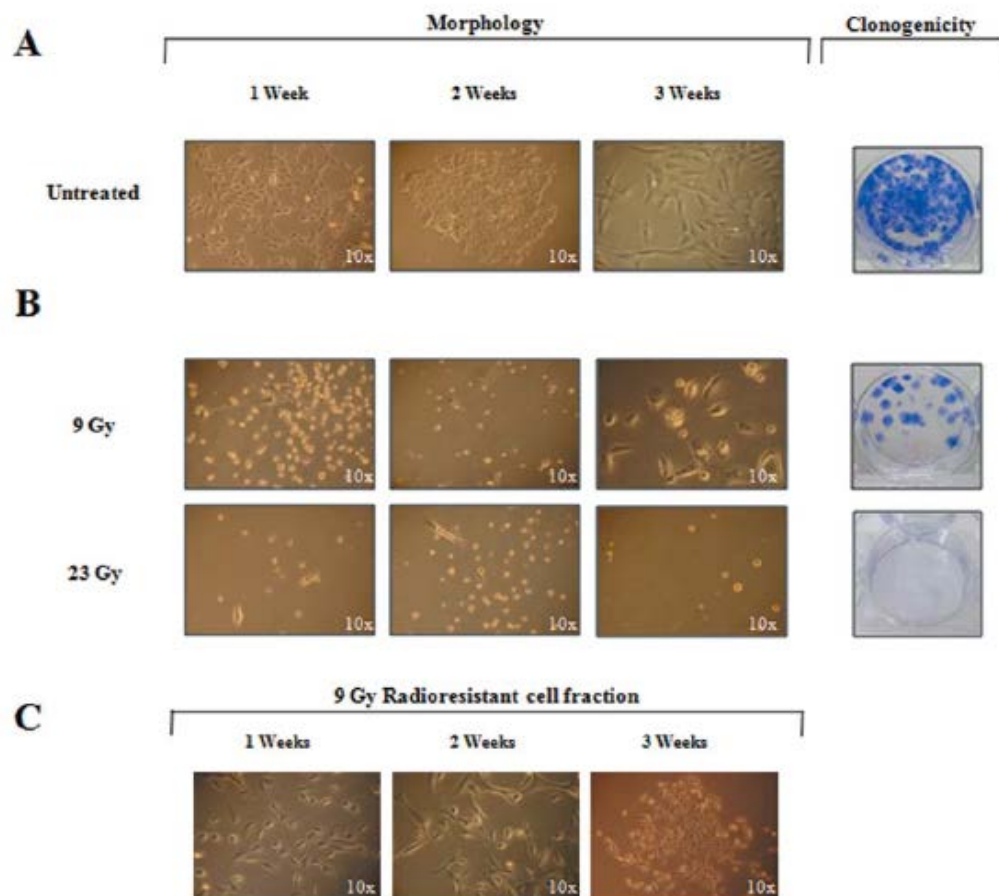 A
Morphology
Clonogenicity
1 Week
2 Weeks
3 Weeks
Untreated
10x
10x
10x
B
9 Gy
10x
10x
10x
23 Gy
10x
10x
10x
C
9 Gy Radioresistant cell fraction
1 Weeks
2 Weeks
3 Weeks
10x
10x
10x